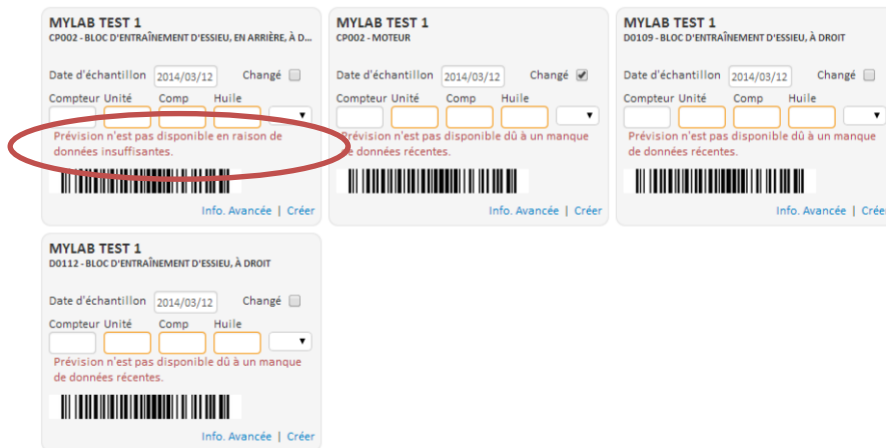 MYLAB TEST 1
CP002 - BLOC D'ENTRAÎNEMENT D'ESSIEU, EN ARRIÈRE, À D...
Date d'échantillon 2014/03/12 Changé
Compteur Unité Comp Huile
Prévision n'est pas disponible en raison de
données insuffisantes.
Info. Avancée | Créer
MYLAB TEST 1
CP002 - MOTEUR
Date d'échantillon 2014/03/12 Changé
Compteur Unité Comp Huile
Prévision n'est pas disponible dû à un manque
de données récentes.
Info. Avancée | Créer
MYLAB TEST 1
D0109 - BLOC D'ENTRAÎNEMENT D'ESSIEU, À DROIT
Date d'échantillon 2014/03/12 Changé
Compteur Unité Comp Huile
Prévision n'est pas disponible dû à un manque
de données récentes.
Info. Avancée | Créer
MYLAB TEST 1
D0112 - BLOC D'ENTRAÎNEMENT D'ESSIEU, À DROIT
Date d'échantillon 2014/03/12 Changé
Compteur Unité Comp Huile
Prévision n'est pas disponible dû à un manque
de données récentes.
Info. Avancée | Créer